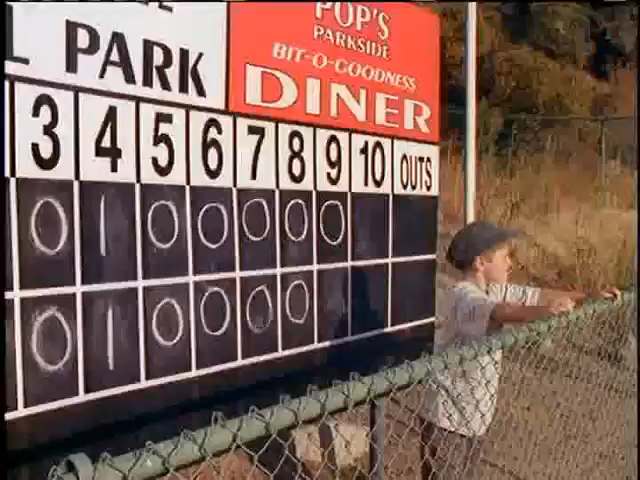 PARK
POP'S
PARKSIDE
BIT-O-GOODNESS
DINER
3 4 5 6 7 8 9 10 OUTS
0 1 0 0 0 0 0
0 1 0 0 0 0